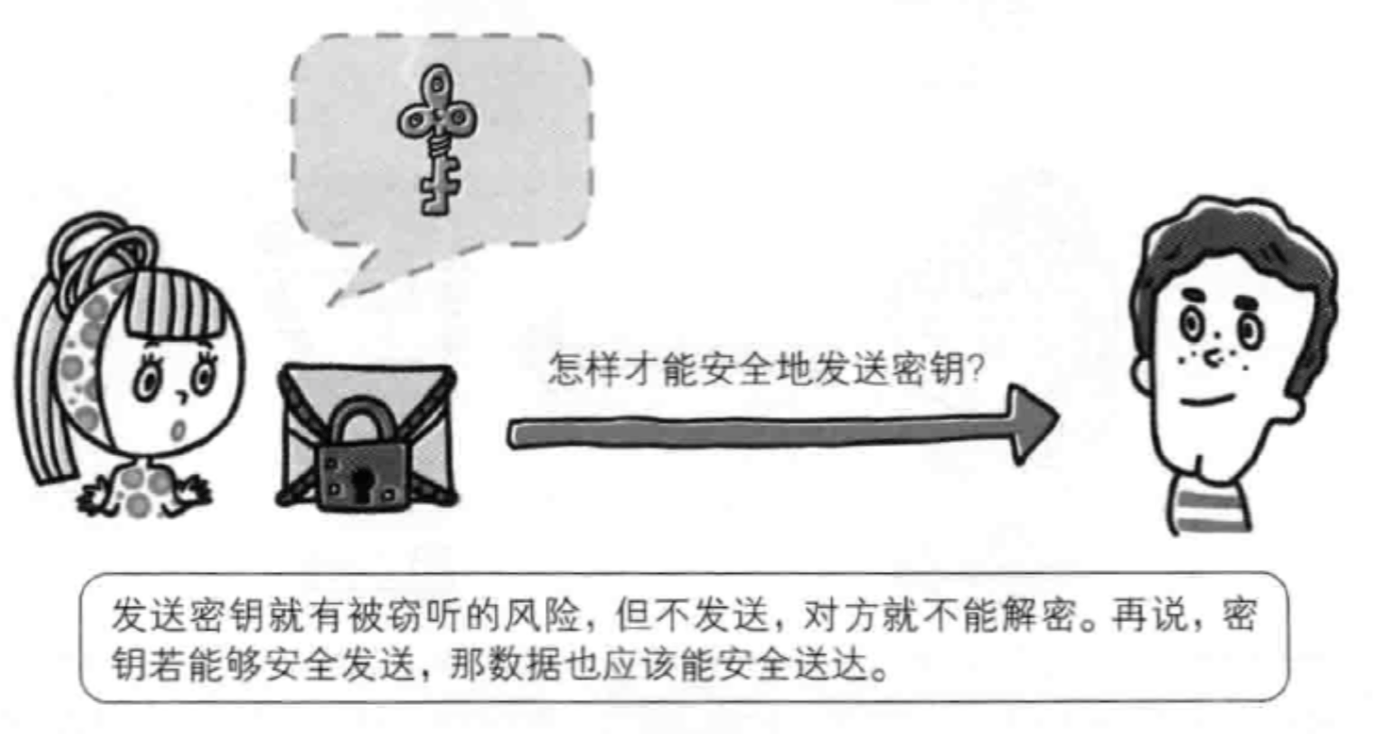 怎样才能安全地发送密钥?
发送密钥就有被窃听的风险，但不发送，对方就不能解密。再说，密
钥若能够安全发送，那数据也应该能安全送达。